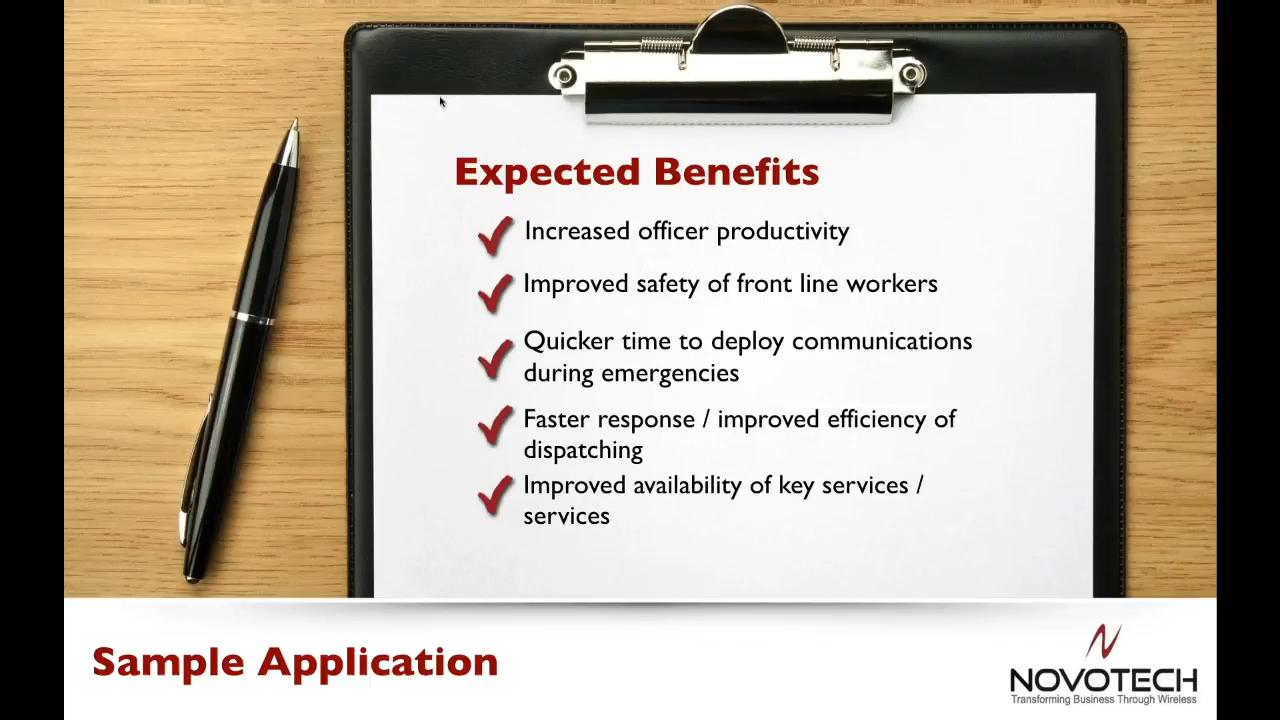 Expected Benefits
Increased officer productivity
Improved safety of front line workers
Quicker time to deploy communications
during emergencies
Faster response / improved efficiency of
dispatching
Improved availability of key services /
services
Sample Application
NOVOTECH
Transforming Business Through Wireless